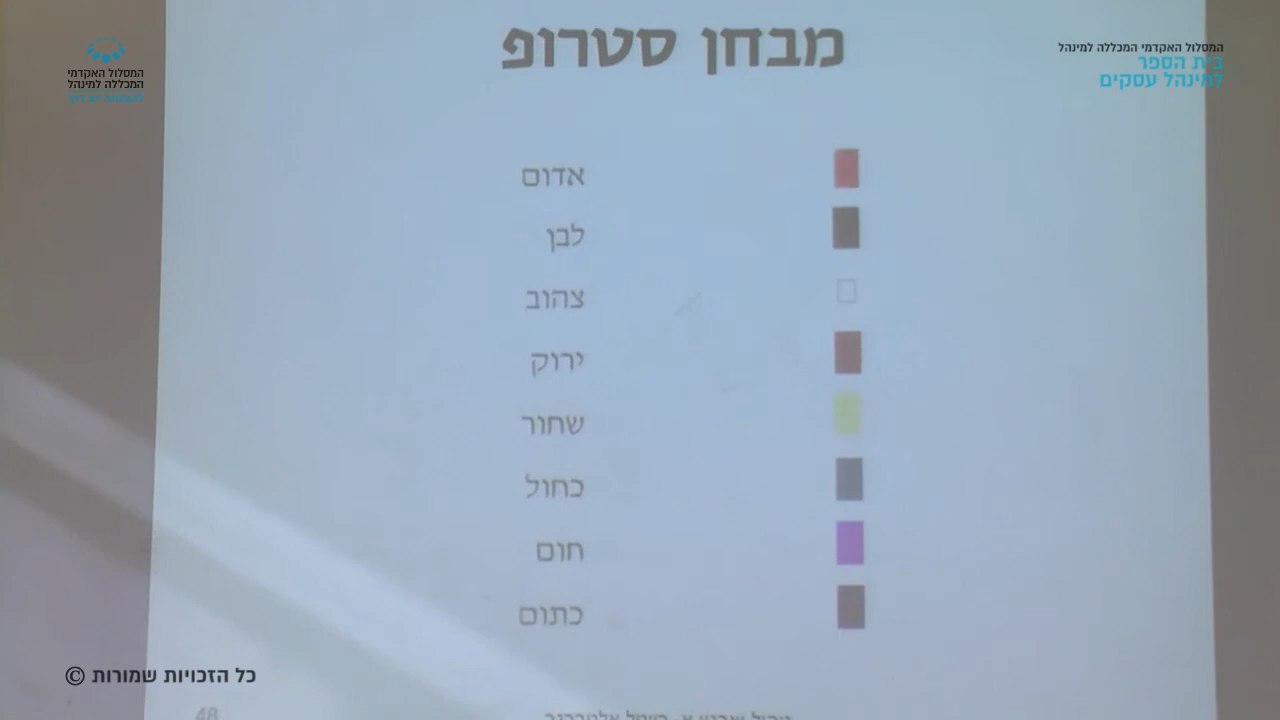 מבחן סטרופ
המסלול האקדמי המכללה למינהל
בית הספר
למינהל עסקים
המסלול האקדמי
המכללה למינהל
אדום
לבן
צהוב
ירוק
שחור
כחול
חום
כתום
כל הזכויות שמורות ©
48